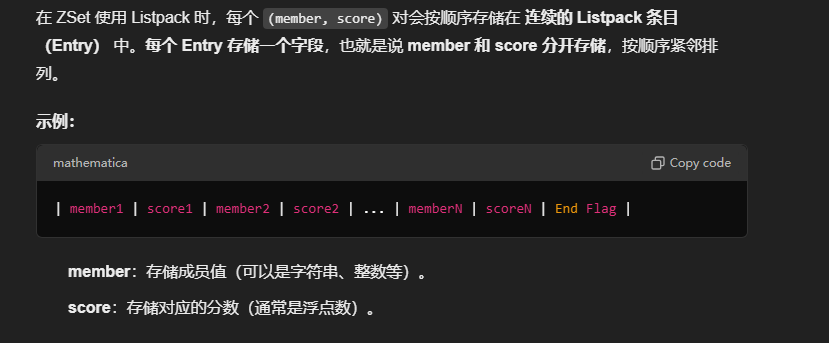 在 ZSet 使用 Listpack 时，每个 (member, score) 对会按顺序存储在 连续的 Listpack 条目
（Entry） 中。每个 Entry 存储一个字段，也就是说 member 和 score 分开存储，按顺序紧邻排
列。
示例：
mathematica
Copy code
| member1 | score1 | member2 | score2 | ... | memberN | scoreN | End Flag |
member：存储成员值（可以是字符串、整数等）。
score：存储对应的分数（通常是浮点数）。